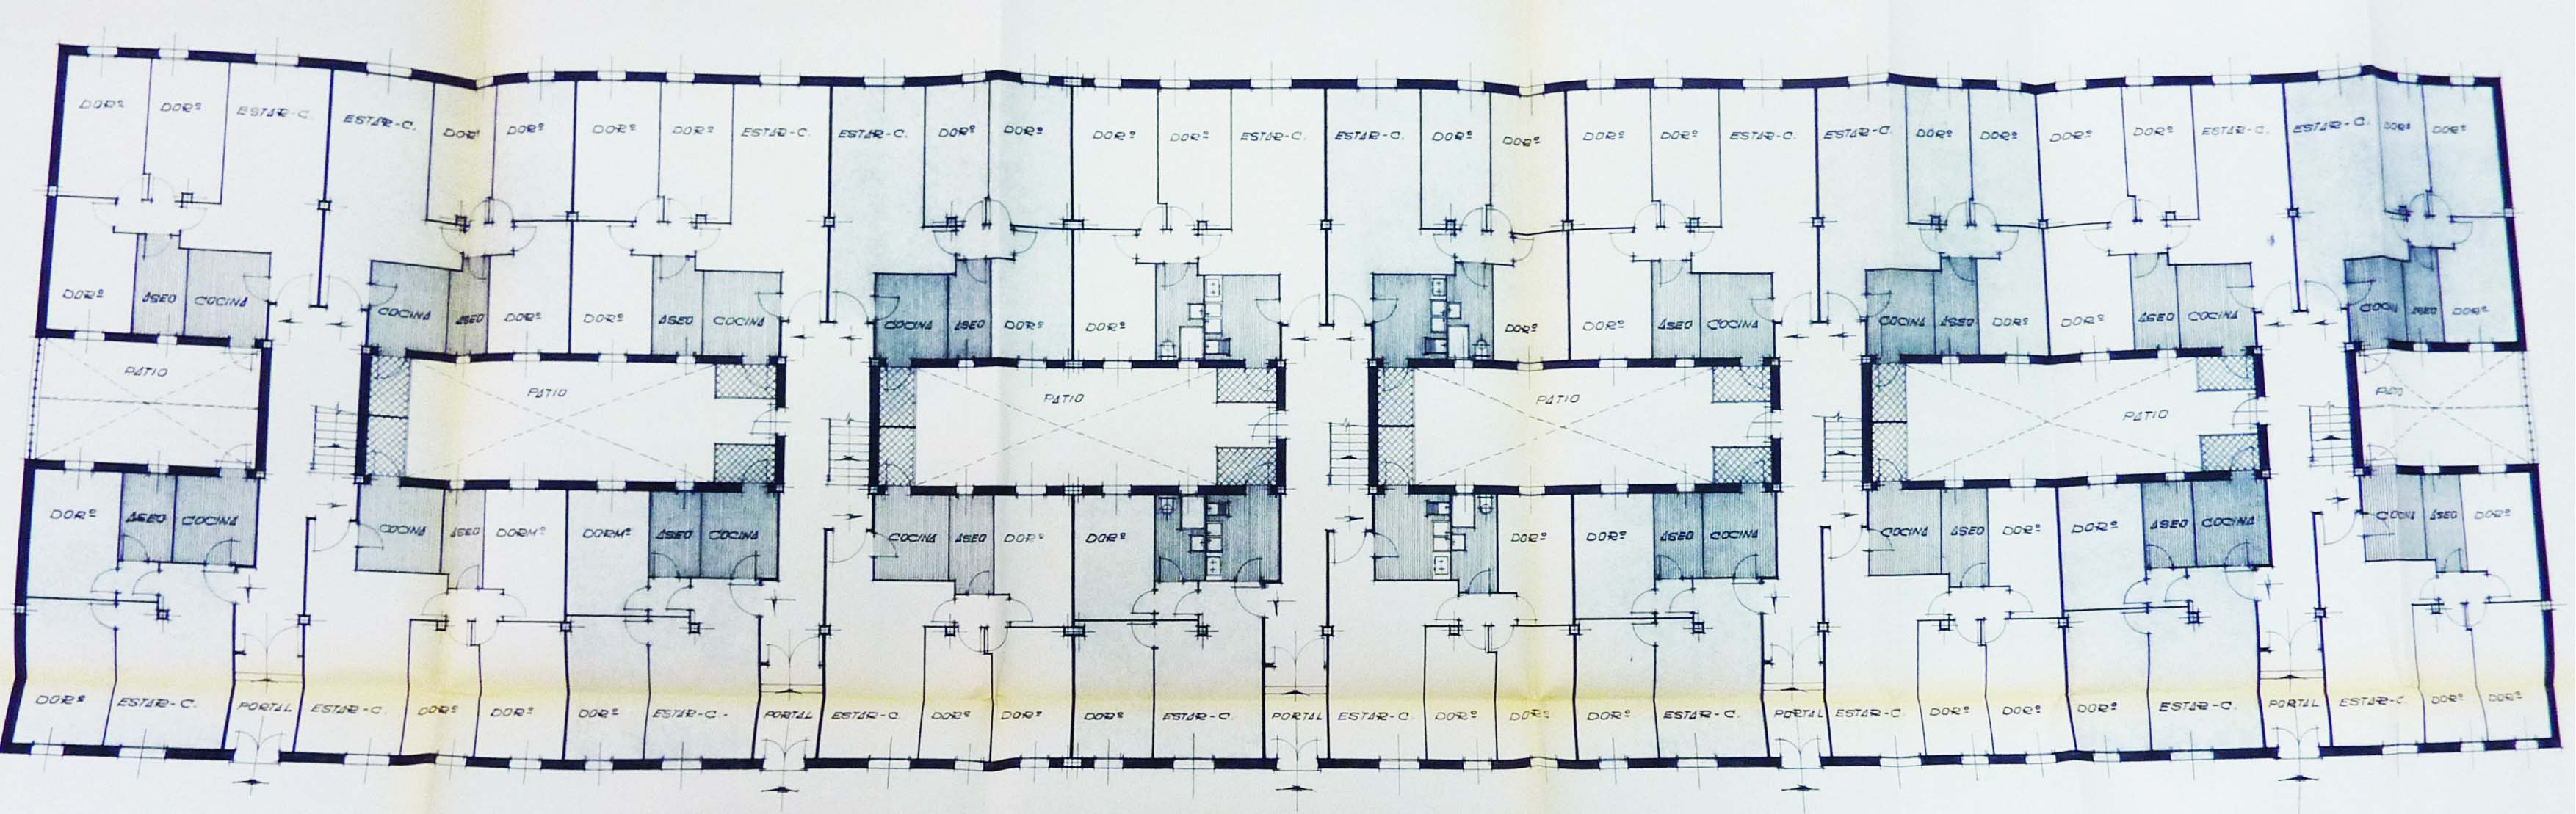 DORº DORº ESTAR-C. ESTAR-C. DORº DORº DORº DORº ESTAR-C. ESTAR-C. DORº DORº DORº DORº ESTAR-C. ESTAR-C. DORº DORº DORº DORº ESTAR-C. ESTAR-C. DORº DORº DORº DORº ESTAR-C. ESTAR-C. DORº DORº
DORº ASEO COCINA COCINA ASEO DORº DORº ASEO COCINA COCINA ASEO DORº DORº DORº DORº ASEO COCINA COCINA ASEO DORº DORº ASEO COCINA COCINA ASEO DORº
PATIO PATIO PATIO PATIO PATIO PATIO
DORº ASEO COCINA COCINA ASEO DORMº DORMº ASEO COCINA COCINA ASEO DORº DORº DORº DORº ASEO COCINA COCINA ASEO DORº DORº ASEO COCINA COCINA ASEO DORº
DORº ESTAR-C. PORTAL ESTAR-C. DORº DORº DORº ESTAR-C. PORTAL ESTAR-C. DORº DORº DORº ESTAR-C. PORTAL ESTAR-C. DORº DORº DORº ESTAR-C. PORTAL ESTAR-C. DORº DORº DORº ESTAR-C. PORTAL ESTAR-C. DORº DORº